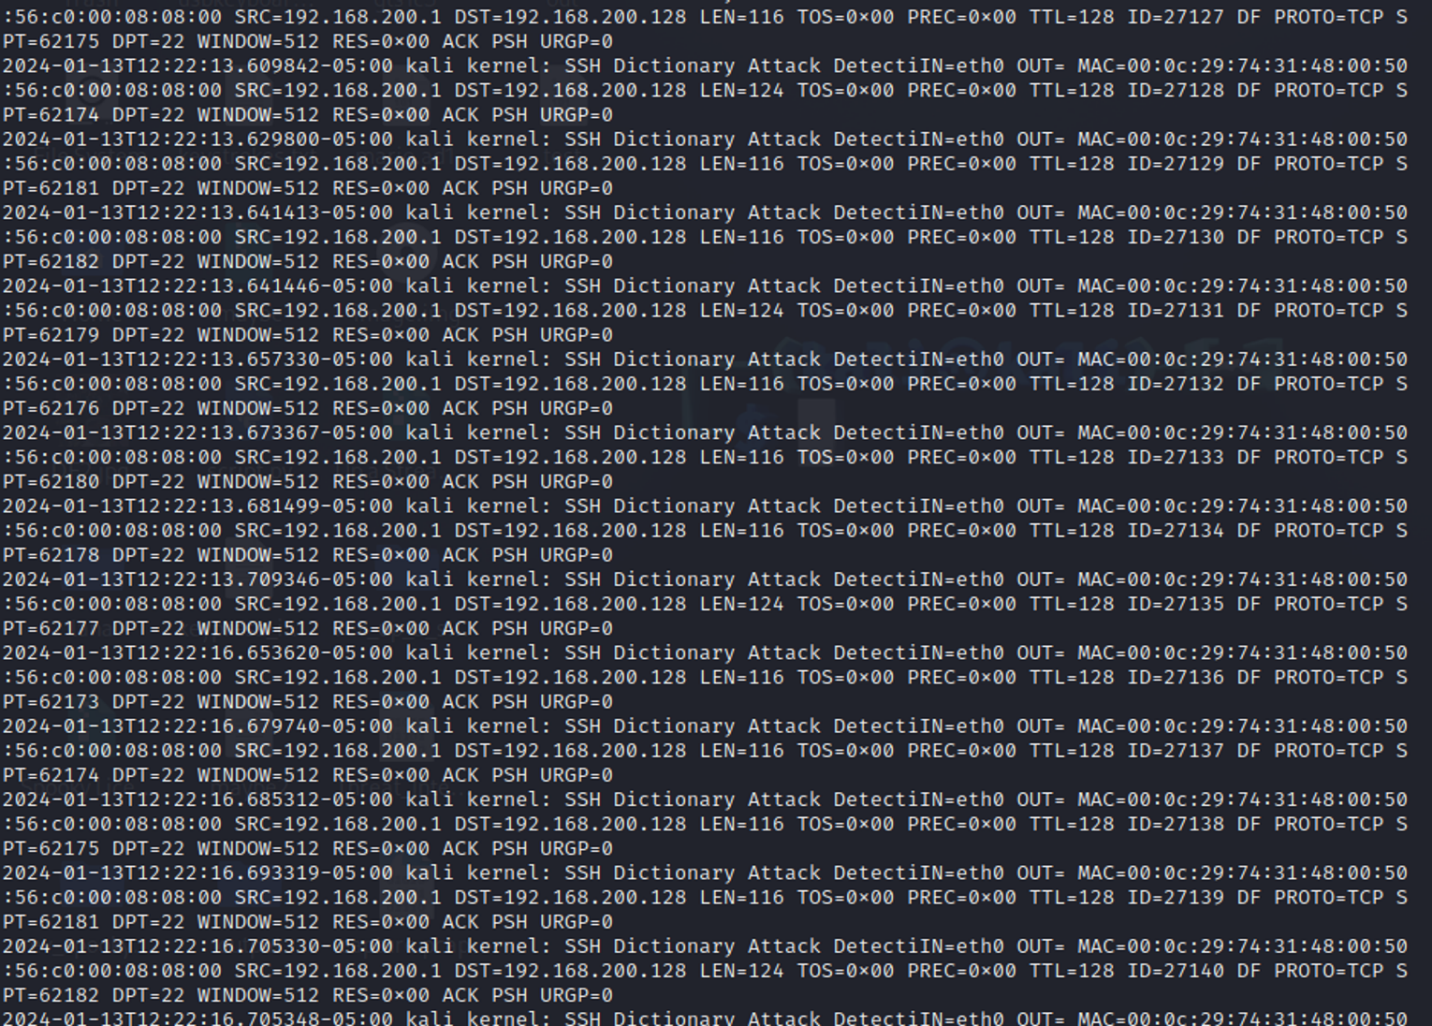 :56:c0:00:08:08:00 SRC=192.168.200.1 DST=192.168.200.128 LEN=116 TOS=0×00 PREC=0×00 TTL=128 ID=27127 DF PROTO=TCP S
PT=62175 DPT=22 WINDOW=512 RES=0×00 ACK PSH URGP=0
2024-01-13T12:22:13.609842-05:00 kali kernel: SSH Dictionary Attack DetectiIN=eth0 OUT= MAC=00:0c:29:74:31:48:00:50
:56:c0:00:08:08:00 SRC=192.168.200.1 DST=192.168.200.128 LEN=124 TOS=0×00 PREC=0×00 TTL=128 ID=27128 DF PROTO=TCP S
PT=62174 DPT=22 WINDOW=512 RES=0×00 ACK PSH URGP=0
2024-01-13T12:22:13.629800-05:00 kali kernel: SSH Dictionary Attack DetectiIN=eth0 OUT= MAC=00:0c:29:74:31:48:00:50
:56:c0:00:08:08:00 SRC=192.168.200.1 DST=192.168.200.128 LEN=116 TOS=0×00 PREC=0×00 TTL=128 ID=27129 DF PROTO=TCP S
PT=62181 DPT=22 WINDOW=512 RES=0×00 ACK PSH URGP=0
2024-01-13T12:22:13.641413-05:00 kali kernel: SSH Dictionary Attack DetectiIN=eth0 OUT= MAC=00:0c:29:74:31:48:00:50
:56:c0:00:08:08:00 SRC=192.168.200.1 DST=192.168.200.128 LEN=116 TOS=0×00 PREC=0×00 TTL=128 ID=27130 DF PROTO=TCP S
PT=62182 DPT=22 WINDOW=512 RES=0×00 ACK PSH URGP=0
2024-01-13T12:22:13.641446-05:00 kali kernel: SSH Dictionary Attack DetectiIN=eth0 OUT= MAC=00:0c:29:74:31:48:00:50
:56:c0:00:08:08:00 SRC=192.168.200.1 DST=192.168.200.128 LEN=124 TOS=0×00 PREC=0×00 TTL=128 ID=27131 DF PROTO=TCP S
PT=62179 DPT=22 WINDOW=512 RES=0×00 ACK PSH URGP=0
2024-01-13T12:22:13.657330-05:00 kali kernel: SSH Dictionary Attack DetectiIN=eth0 OUT= MAC=00:0c:29:74:31:48:00:50
:56:c0:00:08:08:00 SRC=192.168.200.1 DST=192.168.200.128 LEN=116 TOS=0×00 PREC=0×00 TTL=128 ID=27132 DF PROTO=TCP S
PT=62176 DPT=22 WINDOW=512 RES=0×00 ACK PSH URGP=0
2024-01-13T12:22:13.673367-05:00 kali kernel: SSH Dictionary Attack DetectiIN=eth0 OUT= MAC=00:0c:29:74:31:48:00:50
:56:c0:00:08:08:00 SRC=192.168.200.1 DST=192.168.200.128 LEN=116 TOS=0×00 PREC=0×00 TTL=128 ID=27133 DF PROTO=TCP S
PT=62180 DPT=22 WINDOW=512 RES=0×00 ACK PSH URGP=0
2024-01-13T12:22:13.681499-05:00 kali kernel: SSH Dictionary Attack DetectiIN=eth0 OUT= MAC=00:0c:29:74:31:48:00:50
:56:c0:00:08:08:00 SRC=192.168.200.1 DST=192.168.200.128 LEN=116 TOS=0×00 PREC=0×00 TTL=128 ID=27134 DF PROTO=TCP S
PT=62178 DPT=22 WINDOW=512 RES=0×00 ACK PSH URGP=0
2024-01-13T12:22:13.709346-05:00 kali kernel: SSH Dictionary Attack DetectiIN=eth0 OUT= MAC=00:0c:29:74:31:48:00:50
:56:c0:00:08:08:00 SRC=192.168.200.1 DST=192.168.200.128 LEN=124 TOS=0×00 PREC=0×00 TTL=128 ID=27135 DF PROTO=TCP S
PT=62177 DPT=22 WINDOW=512 RES=0×00 ACK PSH URGP=0
2024-01-13T12:22:16.653620-05:00 kali kernel: SSH Dictionary Attack DetectiIN=eth0 OUT= MAC=00:0c:29:74:31:48:00:50
:56:c0:00:08:08:00 SRC=192.168.200.1 DST=192.168.200.128 LEN=116 TOS=0×00 PREC=0×00 TTL=128 ID=27136 DF PROTO=TCP S
PT=62173 DPT=22 WINDOW=512 RES=0×00 ACK PSH URGP=0
2024-01-13T12:22:16.679740-05:00 kali kernel: SSH Dictionary Attack DetectiIN=eth0 OUT= MAC=00:0c:29:74:31:48:00:50
:56:c0:00:08:08:00 SRC=192.168.200.1 DST=192.168.200.128 LEN=116 TOS=0×00 PREC=0×00 TTL=128 ID=27137 DF PROTO=TCP S
PT=62174 DPT=22 WINDOW=512 RES=0×00 ACK PSH URGP=0
2024-01-13T12:22:16.685312-05:00 kali kernel: SSH Dictionary Attack DetectiIN=eth0 OUT= MAC=00:0c:29:74:31:48:00:50
:56:c0:00:08:08:00 SRC=192.168.200.1 DST=192.168.200.128 LEN=116 TOS=0×00 PREC=0×00 TTL=128 ID=27138 DF PROTO=TCP S
PT=62175 DPT=22 WINDOW=512 RES=0×00 ACK PSH URGP=0
2024-01-13T12:22:16.693319-05:00 kali kernel: SSH Dictionary Attack DetectiIN=eth0 OUT= MAC=00:0c:29:74:31:48:00:50
:56:c0:00:08:08:00 SRC=192.168.200.1 DST=192.168.200.128 LEN=116 TOS=0×00 PREC=0×00 TTL=128 ID=27139 DF PROTO=TCP S
PT=62181 DPT=22 WINDOW=512 RES=0×00 ACK PSH URGP=0
2024-01-13T12:22:16.705330-05:00 kali kernel: SSH Dictionary Attack DetectiIN=eth0 OUT= MAC=00:0c:29:74:31:48:00:50
:56:c0:00:08:08:00 SRC=192.168.200.1 DST=192.168.200.128 LEN=124 TOS=0×00 PREC=0×00 TTL=128 ID=27140 DF PROTO=TCP S
PT=62182 DPT=22 WINDOW=512 RES=0×00 ACK PSH URGP=0
2024-01-13T12:22:16.705348-05:00 kali kernel: SSH Dictionary Attack DetectiIN=eth0 OUT= MAC=00:0c:29:74:31:48:00:50